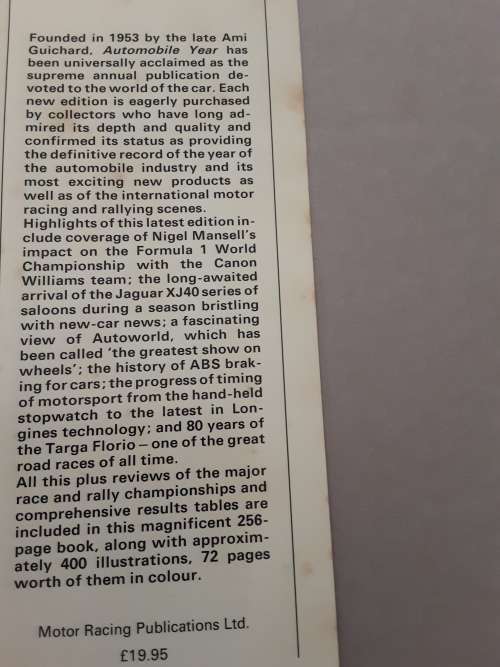 Founded in 1953 by the late Ami
Guichard, Automobile Year has
been universally acclaimed as the
supreme annual publication de-
voted to the world of the car. Each
new edition is eagerly purchased
by collectors who have long ad-
mired its depth and quality and
confirmed its status as providing
the definitive record of the year of
the automobile industry and its
most exciting new products as
well as of the international motor
racing and rallying scenes.
Highlights of this latest edition in-
clude coverage of Nigel Mansell's
impact on the Formula 1 World
Championship with the Canon
Williams team; the long-awaited
arrival of the Jaguar XJ40 series of
saloons during a season bristling
with new-car news; a fascinating
view of Autoworld, which has
been called 'the greatest show on
wheels'; the history of ABS brak-
ing for cars; the progress of timing
of motorsport from the hand-held
stopwatch to the latest in Lon-
gines technology; and 80 years of
the Targa Florio – one of the great
road races of all time.
All this plus reviews of the major
race and rally championships and
comprehensive results tables are
included in this magnificent 256-
page book, along with approxim-
ately 400 illustrations, 72 pages
worth of them in colour.
Motor Racing Publications Ltd.
£19.95